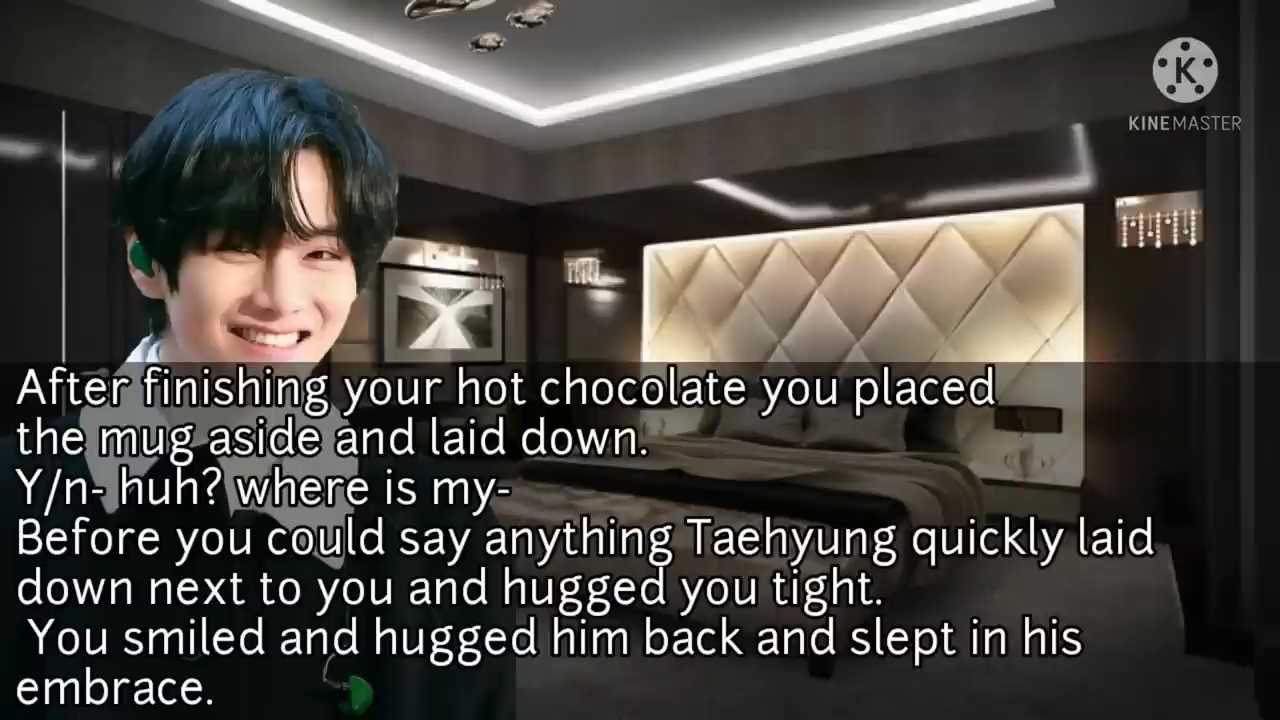 K
KINEMASTER
After finishing your hot chocolate you placed
the mug aside and laid down.
Y/n- huh? where is my-
Before you could say anything Taehyung quickly laid
down next to you and hugged you tight.
You smiled and hugged him back and slept in his
embrace.